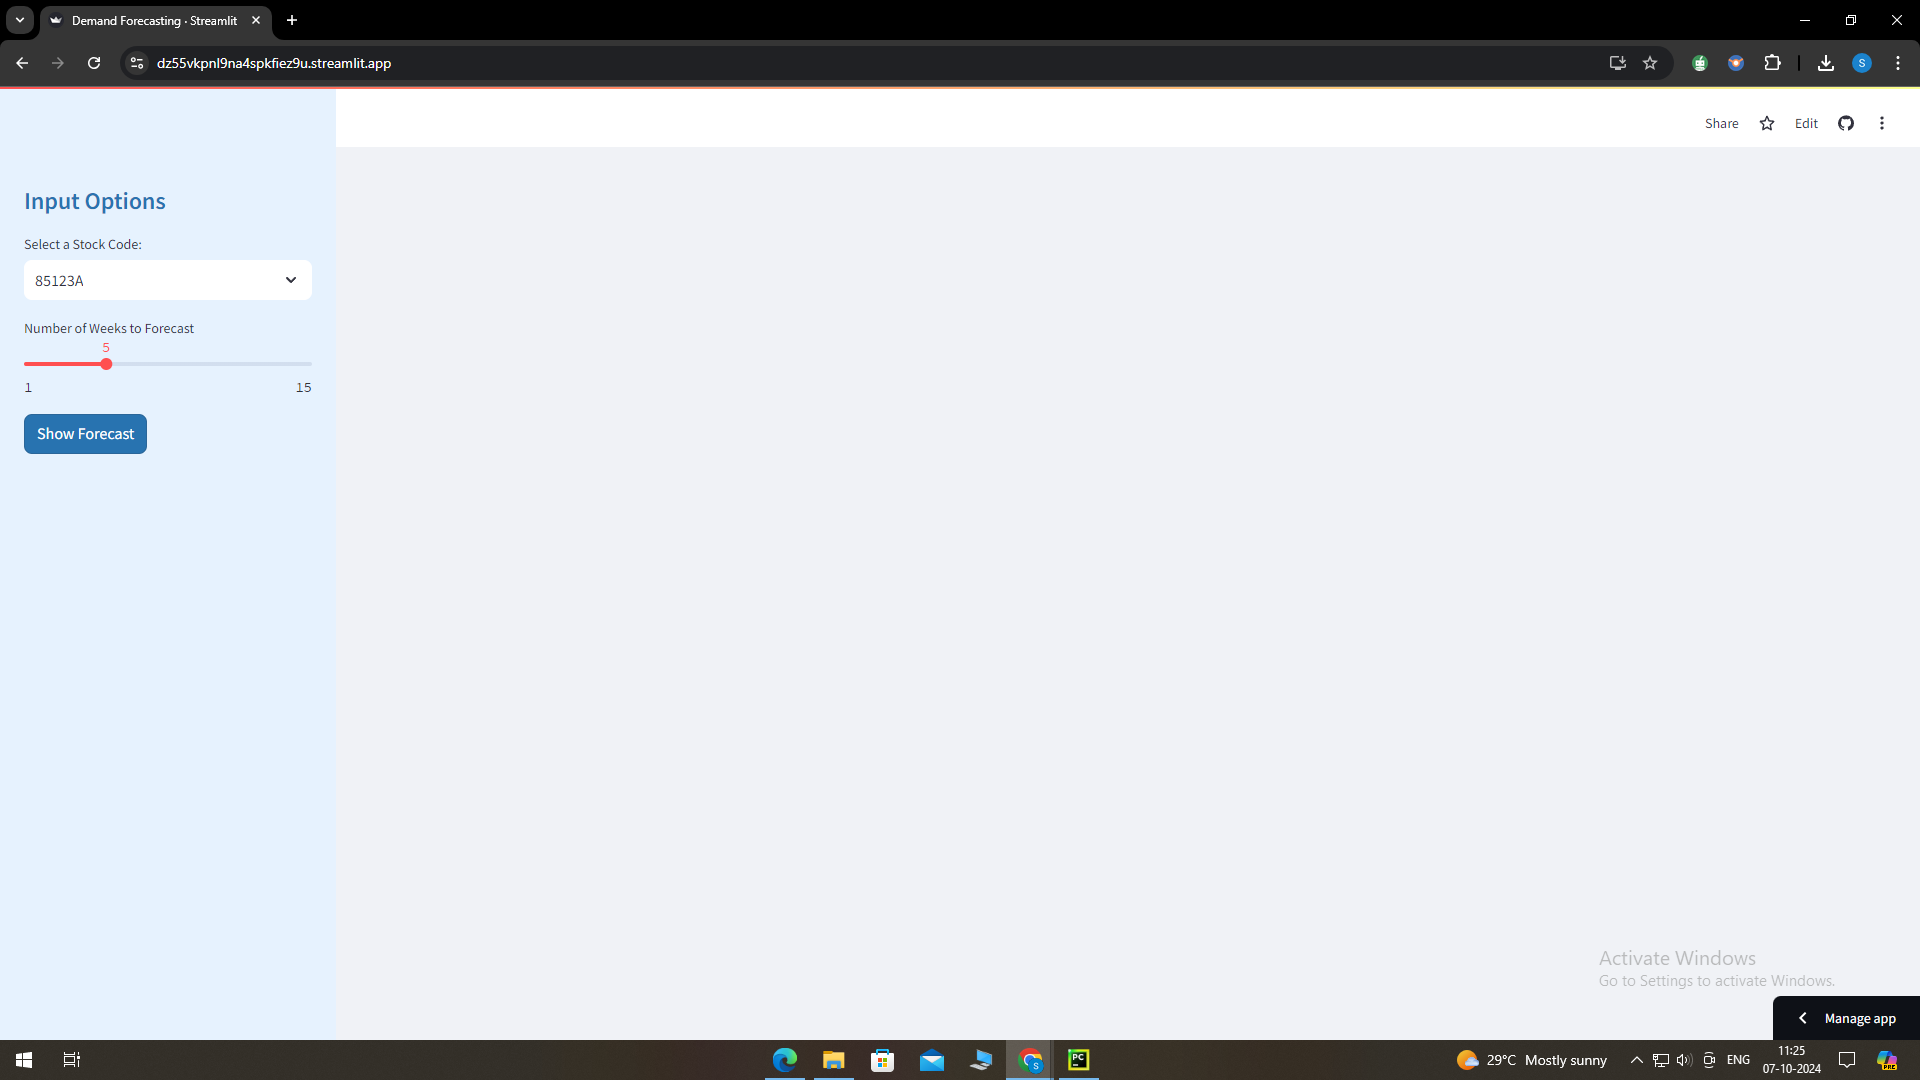 Demand Forecasting · Streamlit
dz55vkpnl9na4spkfiez9u.streamlit.app
S
Share
Edit
Input Options
Select a Stock Code:
85123A
Number of Weeks to Forecast
5
1 15
Show Forecast
Activate Windows
Go to Settings to activate Windows.
Manage app
S
PC
29°C Mostly sunny
ENG
11:25
07-10-2024
PRE